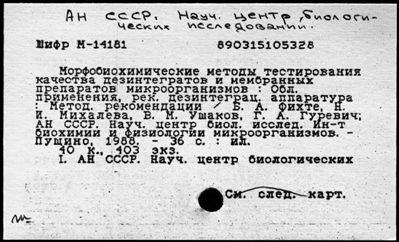 АН СССР. Науч. центр биологи-
ческих исследований.
Шифр М-14181 890315105328
Морфобиохимические методы тестирования
качества дезинтегратов и мембранных
препаратов микроорганизмов : Обл.
применения, рек. дезинтеграц. аппаратура
: Метод. рекомендации / Б. А. Фихте, Н.
И. Михалева, В. М. Ушаков, Г. А. Гуревич;
АН СССР. Науч. центр биол. исслед. Ин-т
биохимии и физиологии микроорганизмов. -
Пущино, 1988. - 36 с. : ил.
40 к., 403 экз.
I. АН СССР. Науч. центр биологических
См. след. карт.